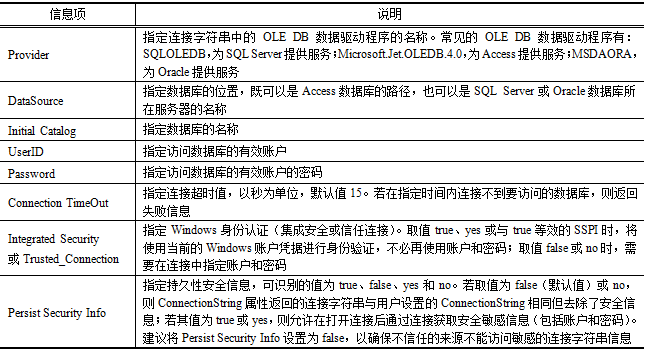 信息项 说明
Provider
指定连接字符串中的 OLE DB 数据驱动程序的名称。常见的 OLE DB 数据驱动程序有:
SQLOLEDB,为 SQL Server 提供服务;Microsoft.Jet.OLEDB.4.0,为 Access 提供服务;MSDAORA,
为 Oracle 提供服务
DataSource
指定数据库的位置,既可以是 Access 数据库的路径,也可以是 SQL Server 或 Oracle 数据库所
在服务器的名称
Initial Catalog 指定数据库的名称
UserID 指定访问数据库的有效账户
Password 指定访问数据库的有效账户的密码
Connection TimeOut
指定连接超时值,以秒为单位,默认值 15。若在指定时间内连接不到要访问的数据库,则返回
失败信息
Integrated Security
或 Trusted_Connection
指定 Windows 身份认证(集成安全或信任连接)。取值 true、yes 或与 true 等效的 SSPI 时,将
使用当前的 Windows 账户凭据进行身份验证,不必再使用账户和密码;取值 false 或 no 时,需
要在连接中指定账户和密码
Persist Security Info
指定持久性安全信息,可识别的值为 true、false、yes 和 no。若取值为 false(默认值)或 no,
则 ConnectionString 属性返回的连接字符串与用户设置的 ConnectionString 相同但去除了安全信
息;若其值为 true 或 yes,则允许在打开连接后通过连接获取安全敏感信息(包括账户和密码)。
建议将 Persist Security Info 设置为 false,以确保不信任的来源不能访问敏感的连接字符串信息